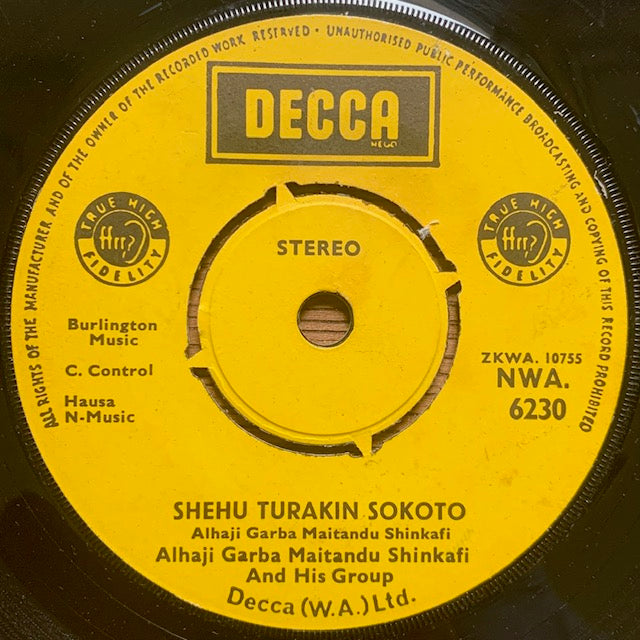 ALL RIGHTS OF THE MANUFACTURER AND OF THE OWNER OF THE RECORDED WORK RESERVED · UNAUTHORISED PUBLIC PERFORMANCE BROADCASTING AND COPYING OF THIS RECORD PROHIBITED
DECCA
STEREO
TRUE HIGH
ffrr?
FIDELITY
TRUE HIGH
ffrr?
FIDELITY
Burlington
Music
C. Control
Hausa
N-Music
ZKWA. 10755
NWA.
6230
SHEHU TURAKIN SOKOTO
Alhaji Garba Maitandu Shinkafi
Alhaji Garba Maitandu Shinkafi
And His Group
Decca (W.A.) Ltd.